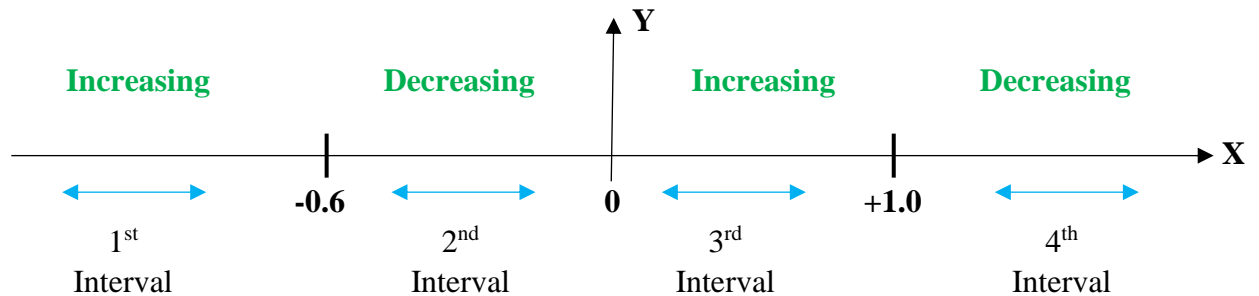 Y
Increasing Decreasing Increasing Decreasing
X
-0.6 0 +1.0
1st 2nd 3rd 4th
Interval Interval Interval Interval